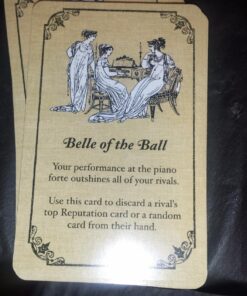 Belle of the Ball
Your performance at the piano
forte outshines all of your rivals.
Use this card to discard a rival's
top Reputation card or a random
card from their hand.